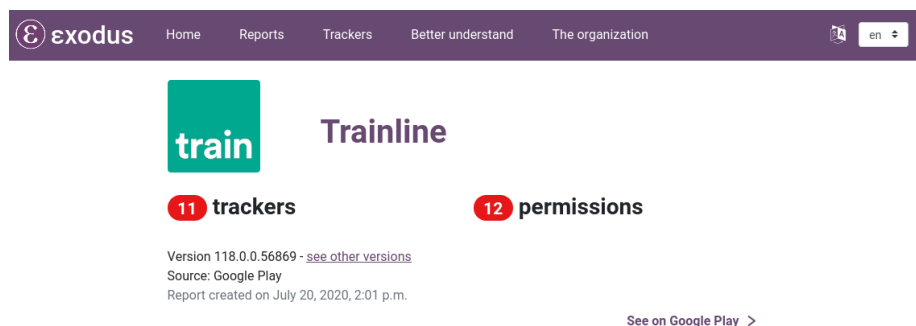 εxodus Home Reports Trackers Better understand The organization en
train
Trainline
11 trackers 12 permissions
Version 118.0.0.56869 - see other versions
Source: Google Play
Report created on July 20, 2020, 2:01 p.m.
See on Google Play